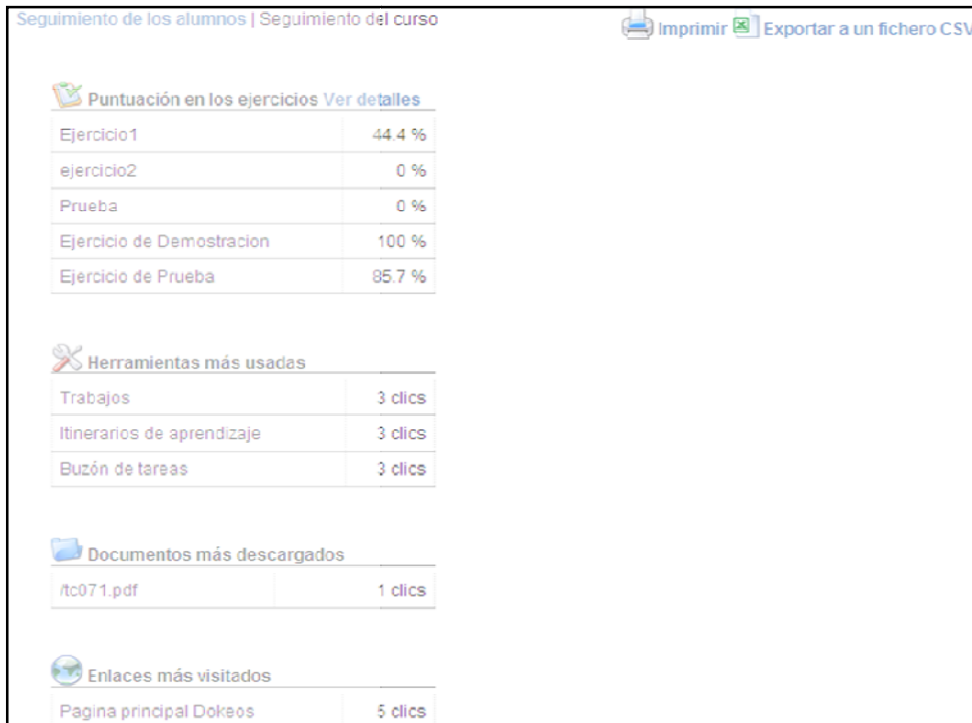 Seguimiento de los alumnos | Seguimiento del curso
Imprimir Exportar a un fichero CSV
Puntuación en los ejercicios Ver detalles
Ejercicio1 44.4 %
ejercicio2 0 %
Prueba 0 %
Ejercicio de Demostracion 100 %
Ejercicio de Prueba 85.7 %
Herramientas más usadas
Trabajos 3 clics
Itinerarios de aprendizaje 3 clics
Buzón de tareas 3 clics
Documentos más descargados
/tc071.pdf 1 clics
Enlaces más visitados
Pagina principal Dokeos 5 clics